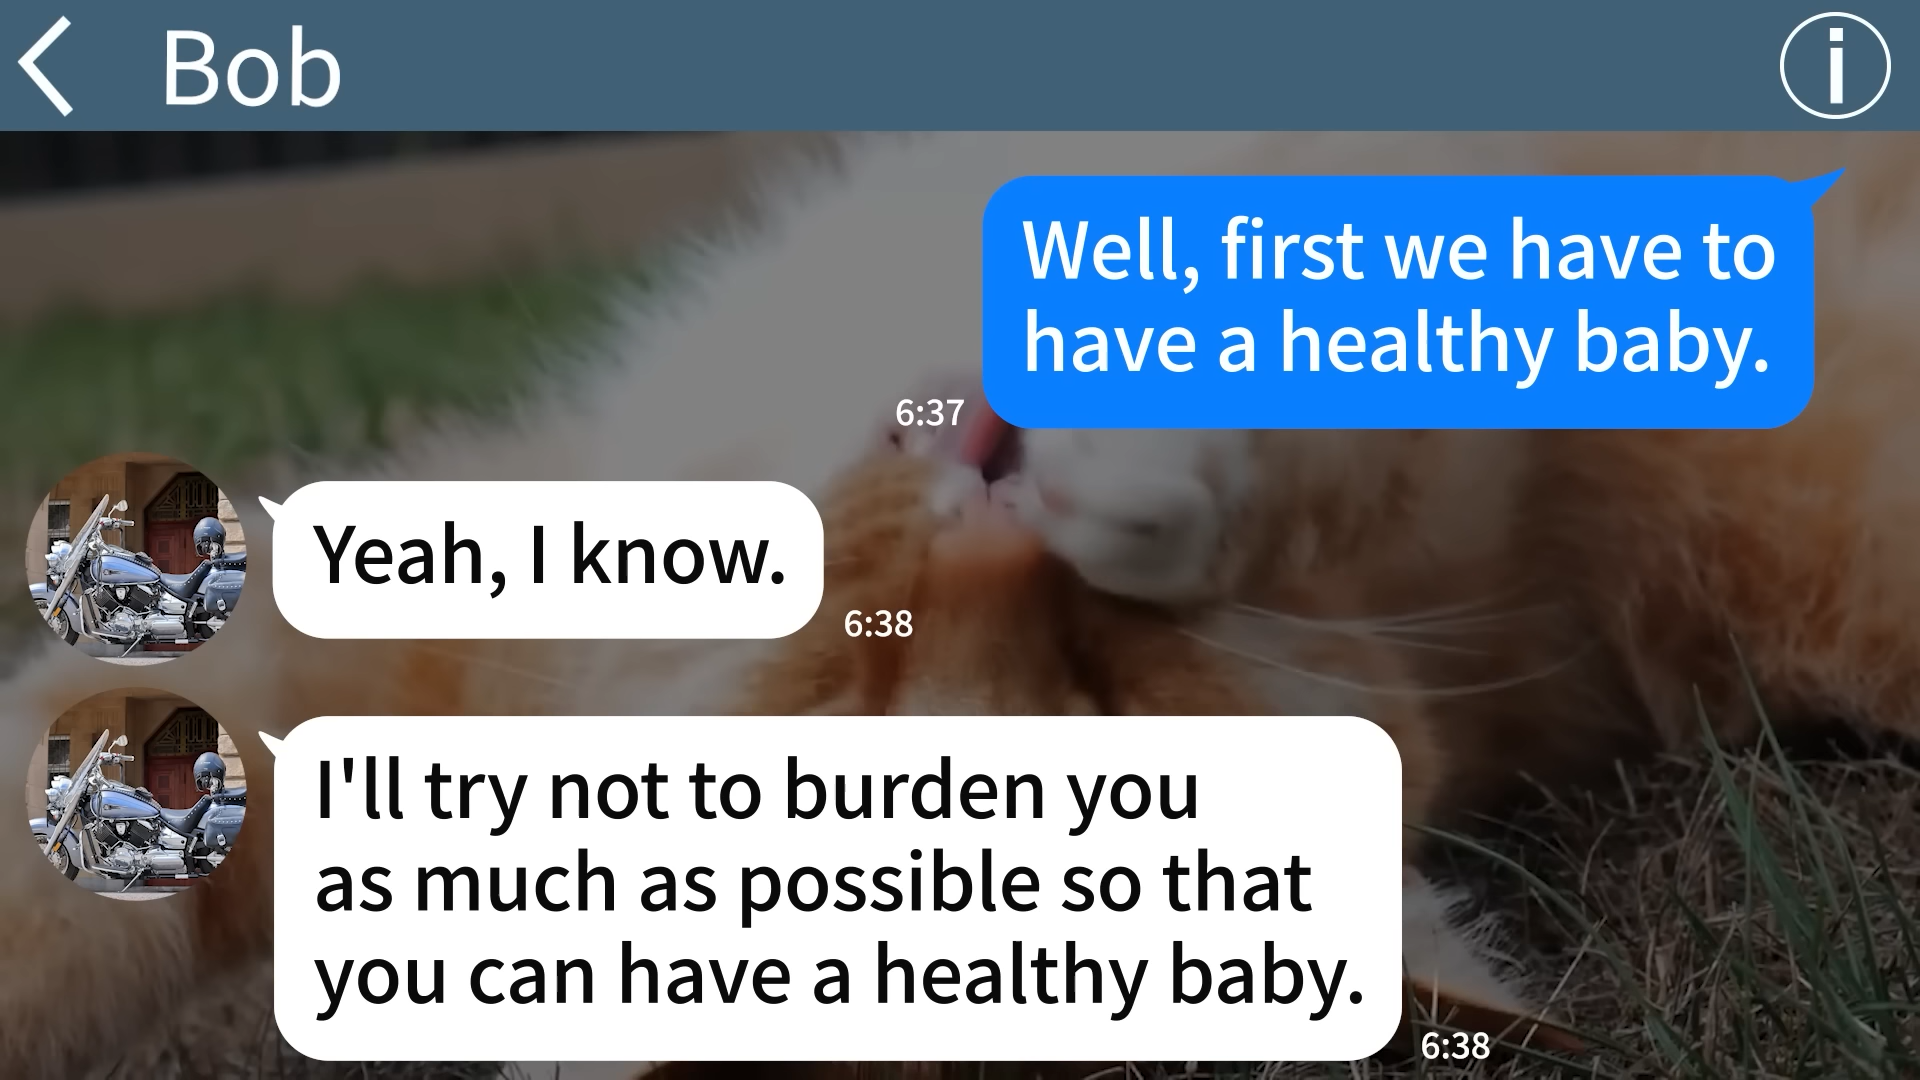 Bob
Well, first we have to
have a healthy baby.
6:37
Yeah, I know.
6:38
I'll try not to burden you
as much as possible so that
you can have a healthy baby.
6:38